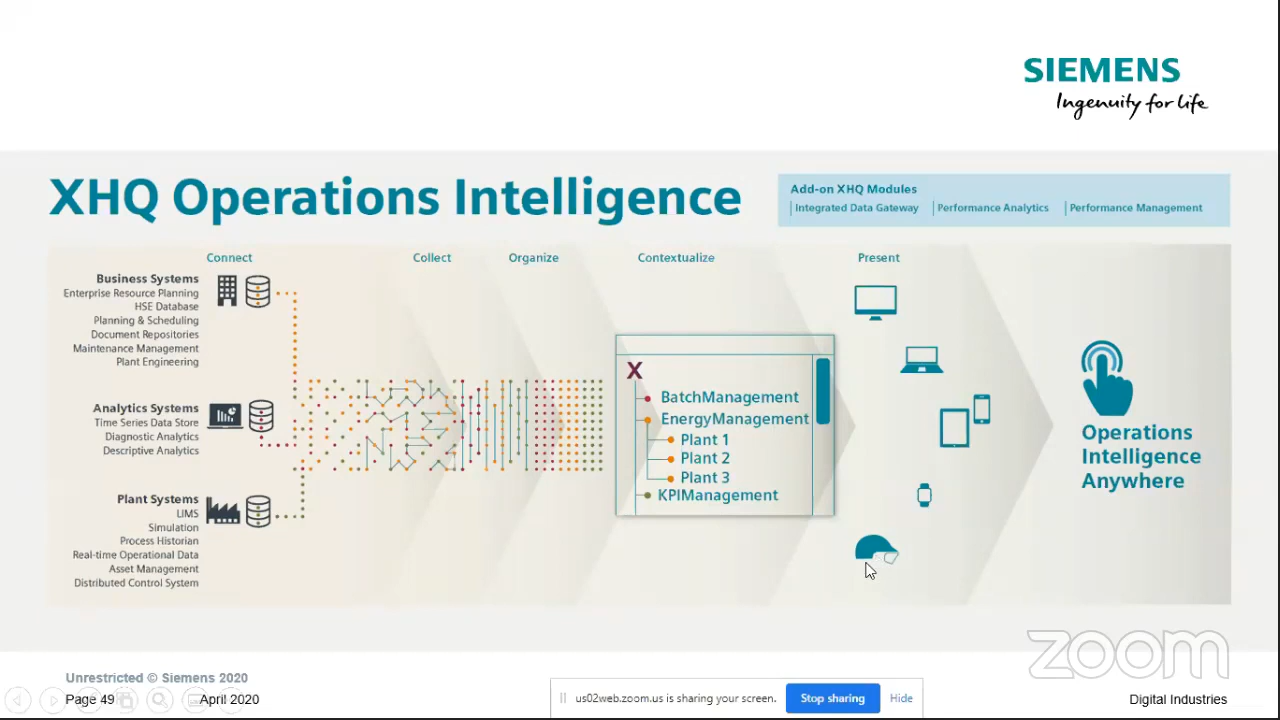 SIEMENS
Ingenuity for life
XHQ Operations Intelligence
Add-on XHQ Modules
Integrated Data Gateway
Performance Analytics
Performance Management
Connect
Collect
Organize
Contextualize
Present
Business Systems
Enterprise Resource Planning
HSE Database
Planning & Scheduling
Document Repositories
Maintenance Management
Plant Engineering
Analytics Systems
Time Series Data Store
Diagnostic Analytics
Descriptive Analytics
Plant Systems
LIMS
Simulation
Process Historian
Real-time Operational Data
Asset Management
Distributed Control System
X
BatchManagement
EnergyManagement
Plant 1
Plant 2
Plant 3
KPIManagement
Operations
Intelligence
Anywhere
zoom
Unrestricted © Siemens 2020
Page 49
April 2020
us02web.zoom.us is sharing your screen.
Stop sharing
Hide
Digital Industries